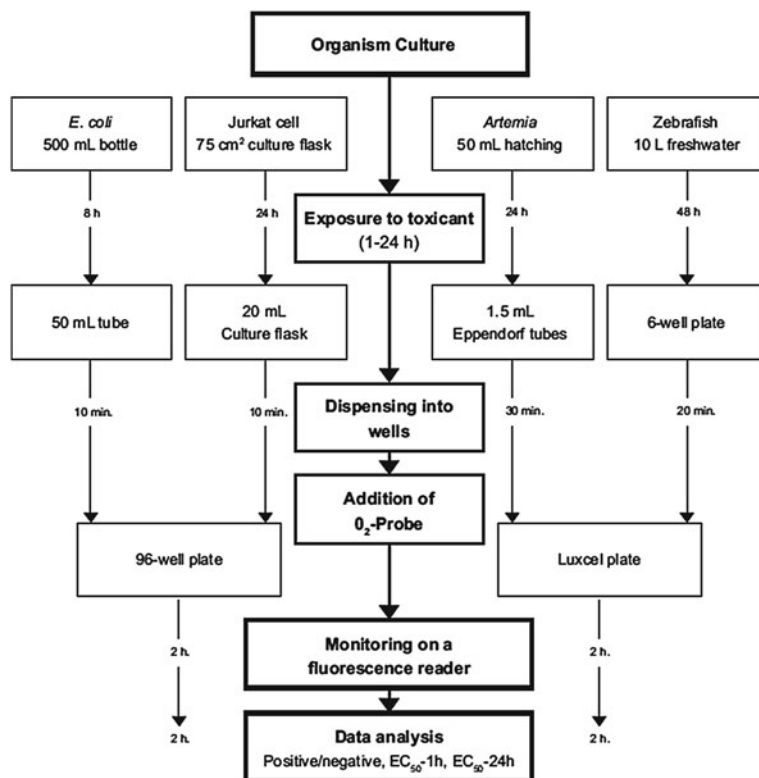 Organism Culture
E. coli
500 mL bottle
Jurkat cell
75 cm² culture flask
Artemia
50 mL hatching
Zebrafish
10 L freshwater
8 h
24 h
Exposure to toxicant
(1-24 h)
24 h
48 h
50 mL tube
20 mL
Culture flask
1.5 mL
Eppendorf tubes
6-well plate
10 min.
10 min.
Dispensing into
wells
30 min.
20 min.
Addition of
0₂-Probe
96-well plate
Luxcel plate
Monitoring on a
fluorescence reader
2 h.
2 h.
2 h.
2 h.
Data analysis
Positive/negative, EC₅₀-1h, EC₅₀-24h